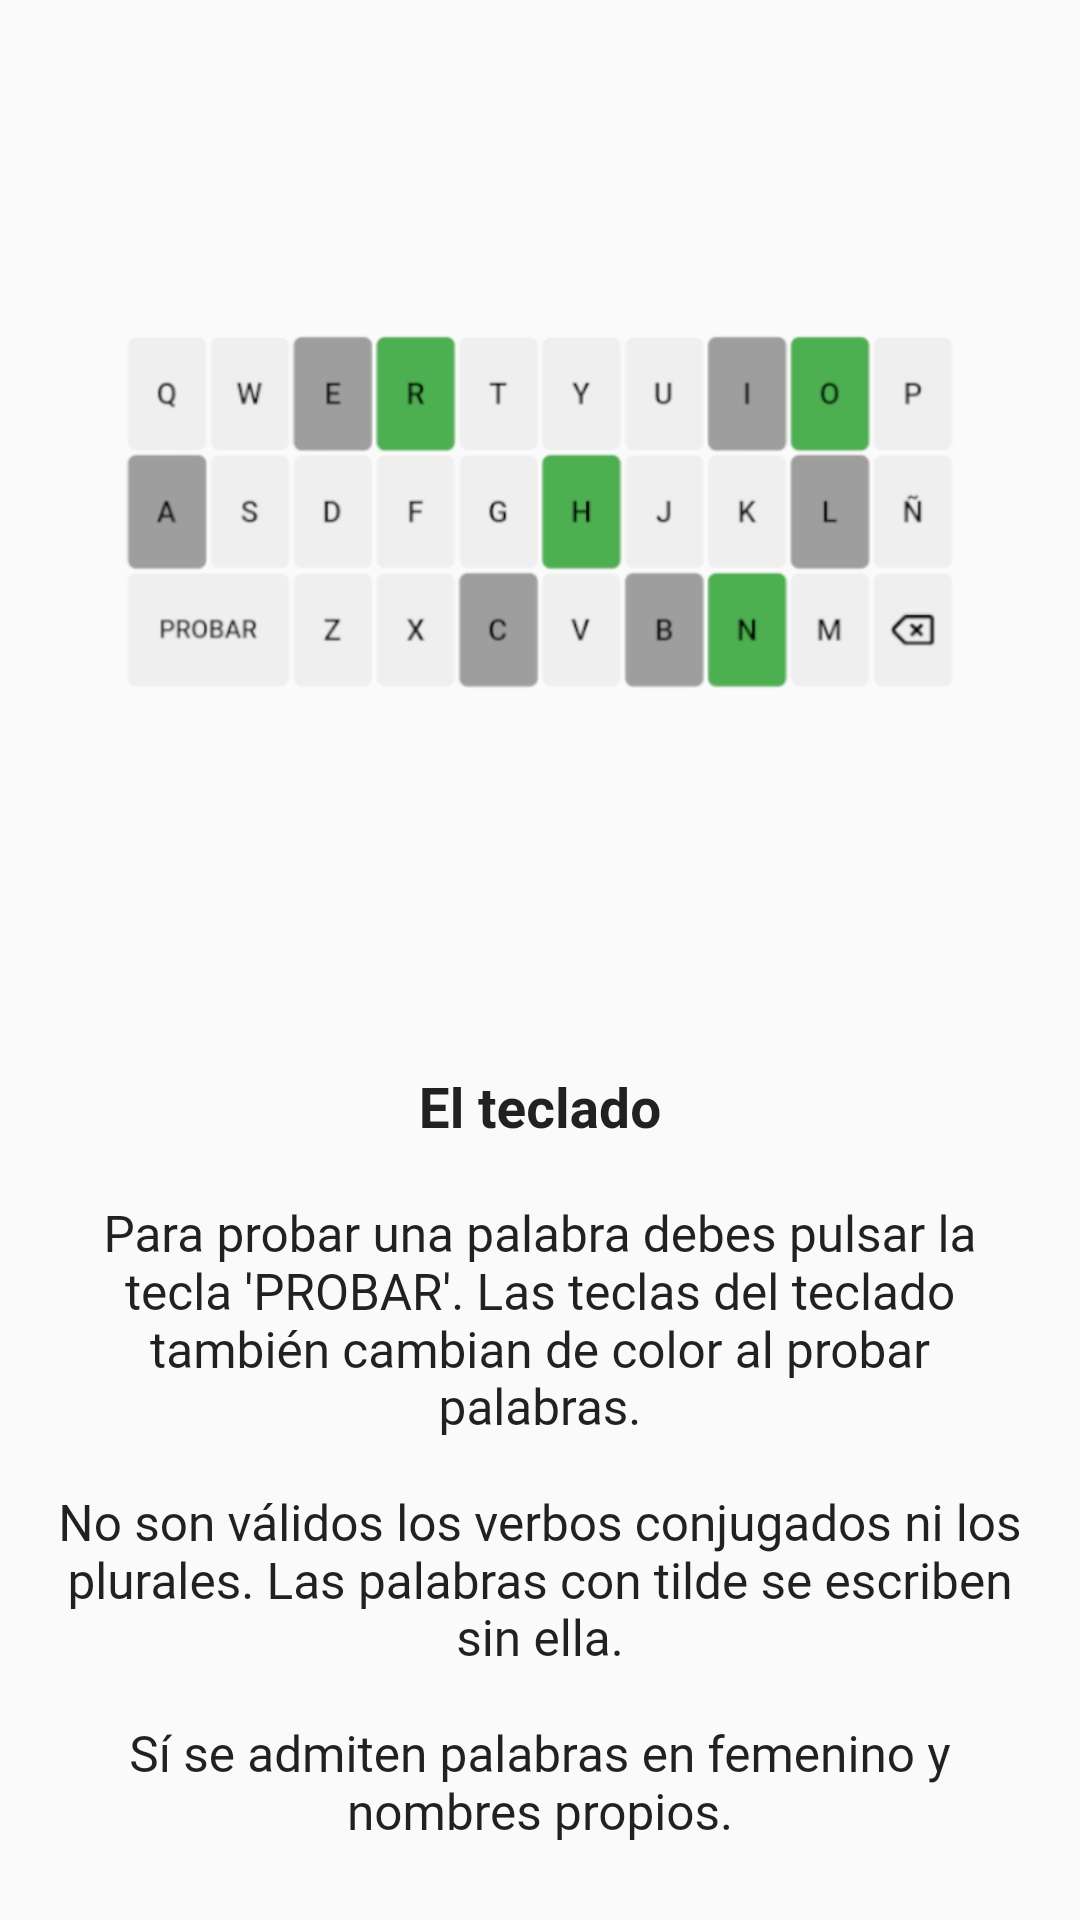 Q W E R T Y U I O P
A S D F G H J K L Ñ
PROBAR Z X C V B N M
El teclado
Para probar una palabra debes pulsar la
tecla 'PROBAR'. Las teclas del teclado
también cambian de color al probar
palabras.
No son válidos los verbos conjugados ni los
plurales. Las palabras con tilde se escriben
sin ella.
Sí se admiten palabras en femenino y
nombres propios.